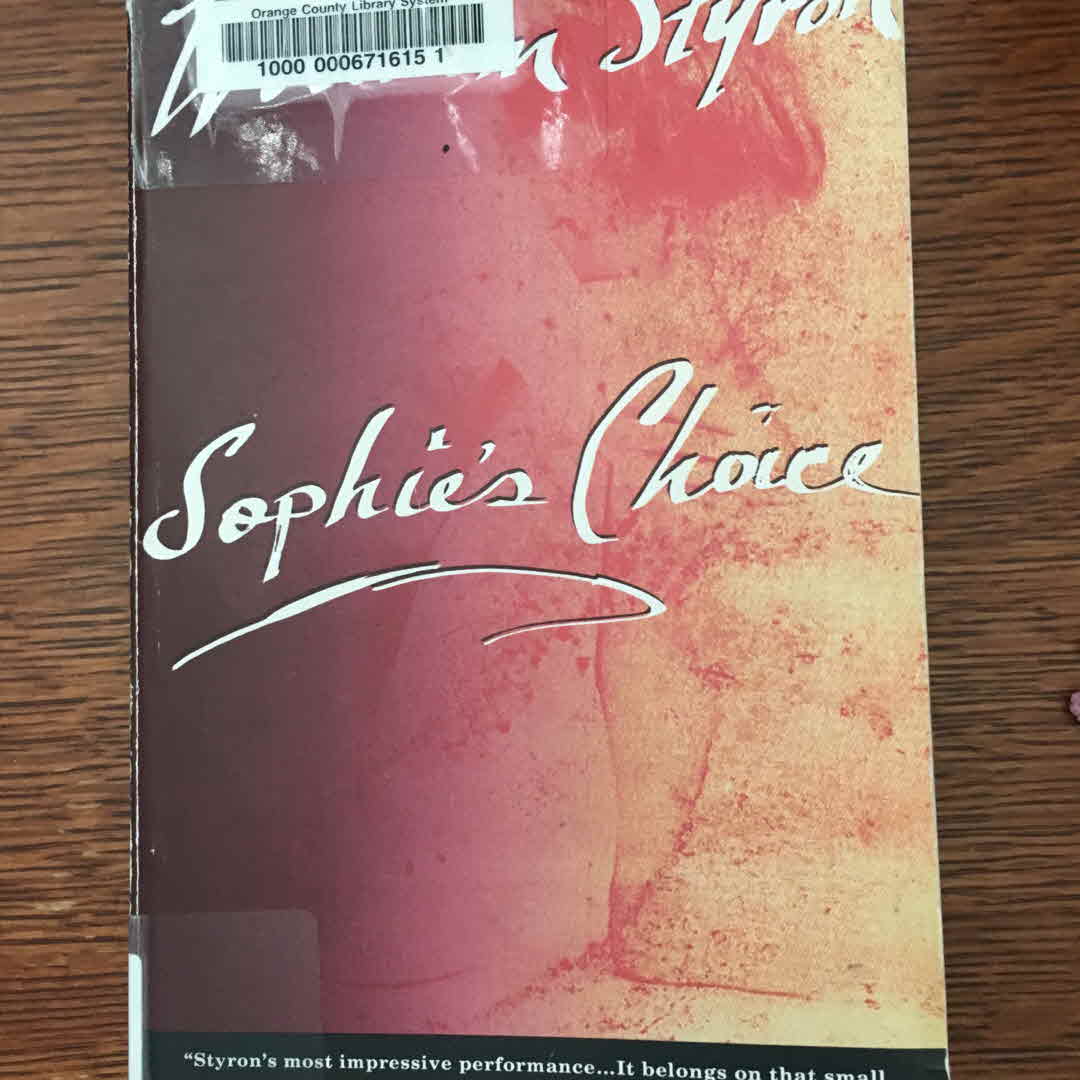 Orange County Library System
1000 000671615 1
Styron
Sophie's Choice
"Styron's most impressive performance...It belongs on that small